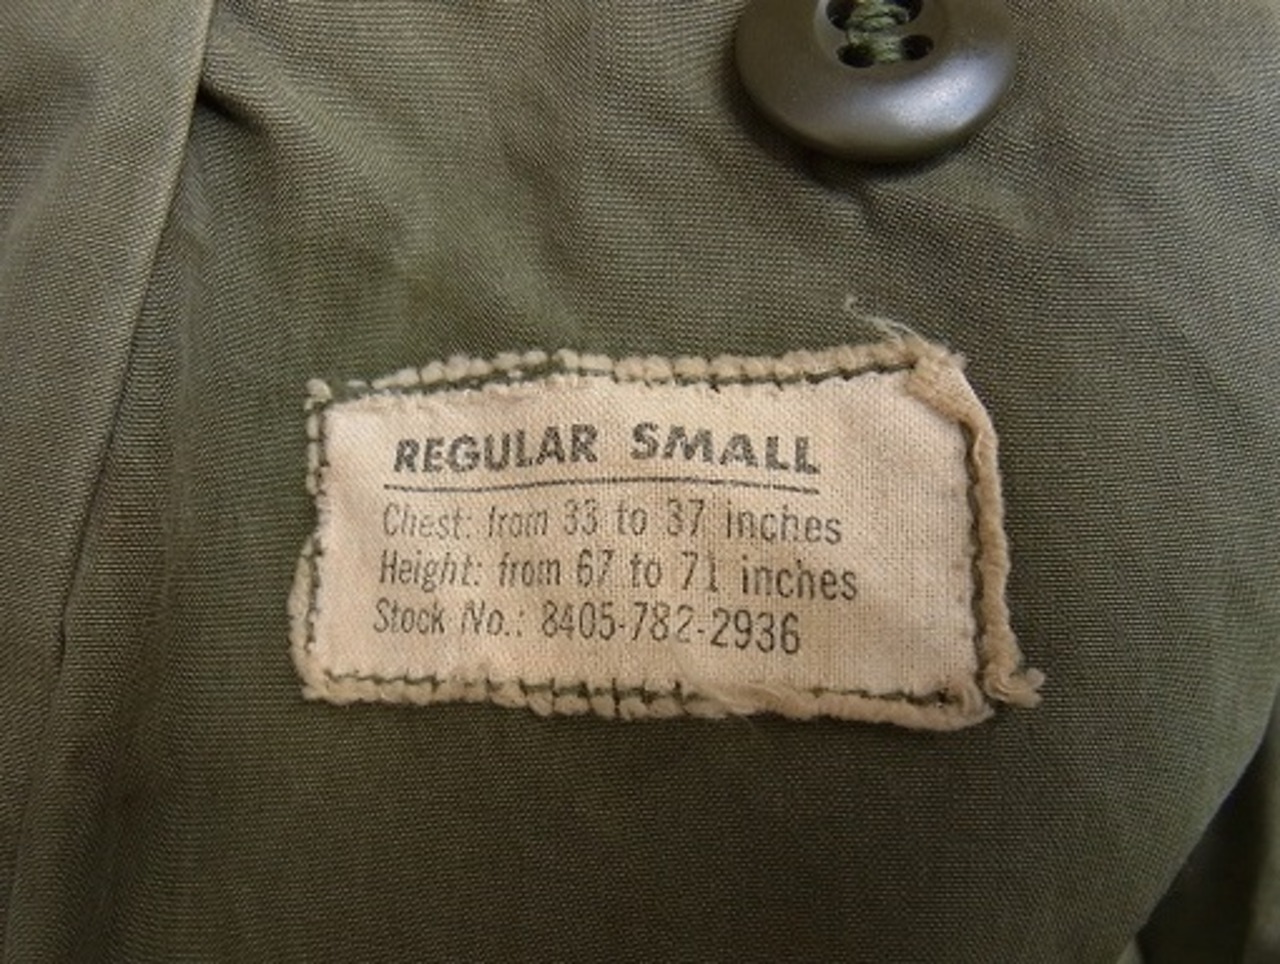 REGULAR SMALL
Chest: from 33 to 37 inches
Height: from 67 to 71 inches
Stock No.: 8405-782-2936